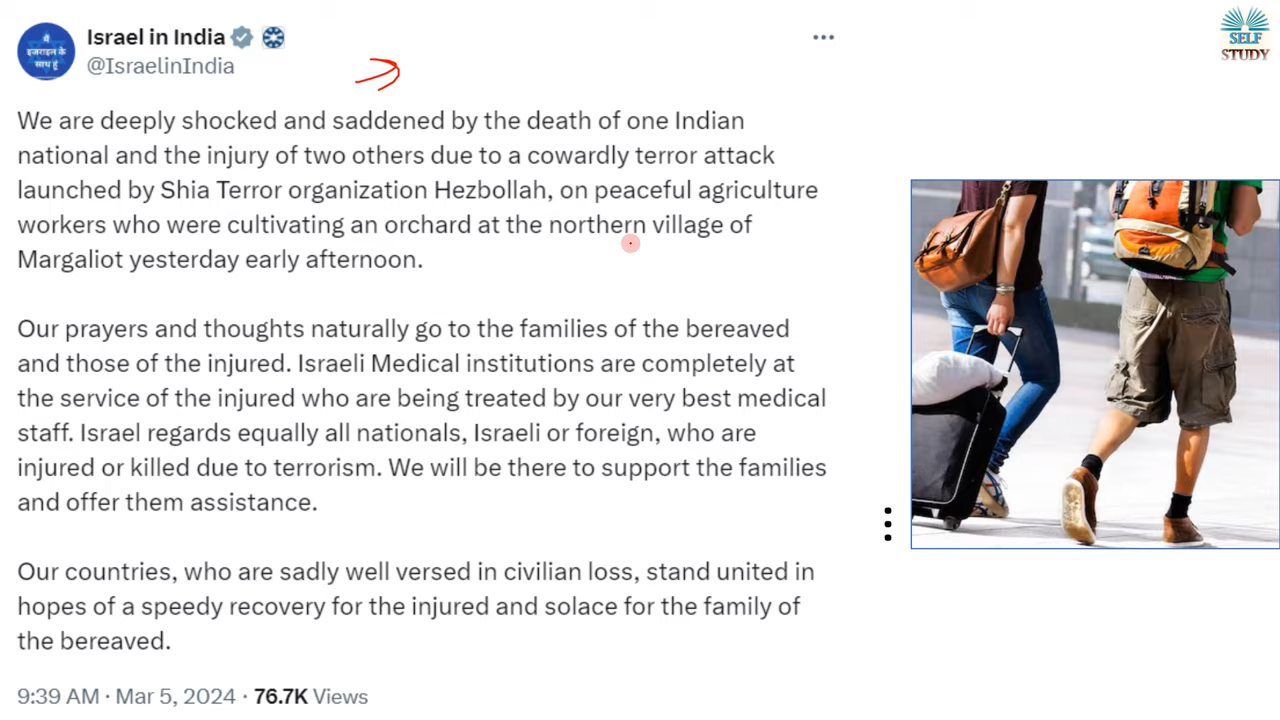 Israel in India
@IsraelinIndia
मैं
इजराइल के
साथ हूं
SELF
STUDY
We are deeply shocked and saddened by the death of one Indian
national and the injury of two others due to a cowardly terror attack
launched by Shia Terror organization Hezbollah, on peaceful agriculture
workers who were cultivating an orchard at the northern village of
Margaliot yesterday early afternoon.
Our prayers and thoughts naturally go to the families of the bereaved
and those of the injured. Israeli Medical institutions are completely at
the service of the injured who are being treated by our very best medical
staff. Israel regards equally all nationals, Israeli or foreign, who are
injured or killed due to terrorism. We will be there to support the families
and offer them assistance.
Our countries, who are sadly well versed in civilian loss, stand united in
hopes of a speedy recovery for the injured and solace for the family of
the bereaved.
9:39 AM · Mar 5, 2024 · 76.7K Views